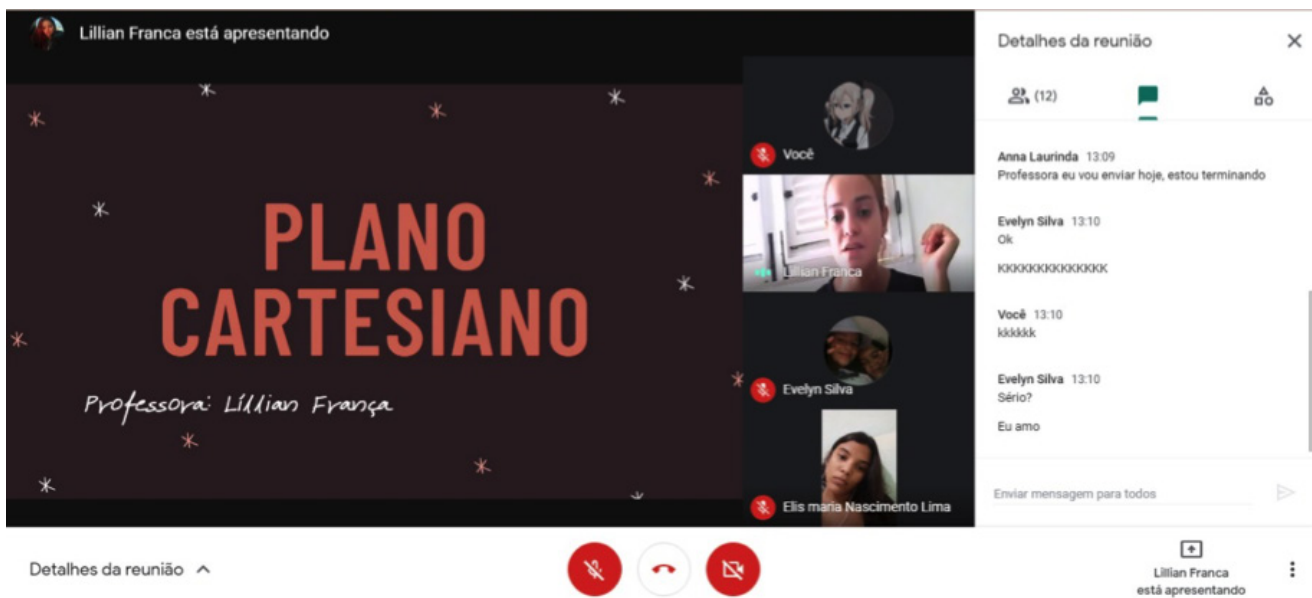 Lillian Franca está apresentando
PLANO
CARTESIANO
Professora: Líllian França
Você
Lillian Franca
Evelyn Silva
Elis maria Nascimento Lima
Detalhes da reunião
(12)
Anna Laurinda 13:09
Professora eu vou enviar hoje, estou terminando
Evelyn Silva 13:10
Ok
KKKKKKKKKKKKKK
Você 13:10
kkkkkk
Evelyn Silva 13:10
Sério?
Eu amo
Enviar mensagem para todos
Detalhes da reunião
Lillian Franca
está apresentando